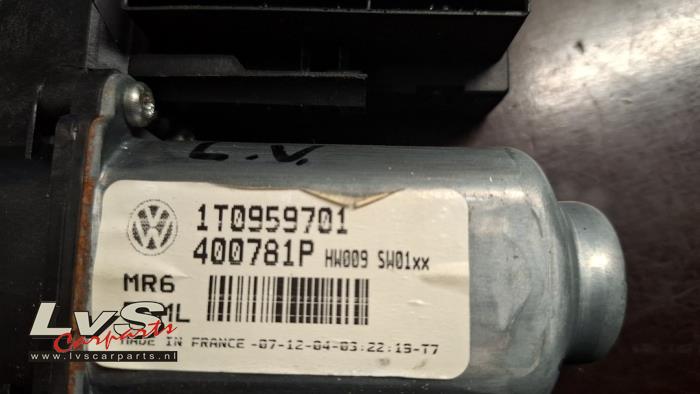 L.V.
1T0959701
400781P HW009 SW01xx
MR6
ML
MADE IN FRANCE -07-12-04-03:22:19-T7
LvS
Carparts
www.lvscarparts.nl